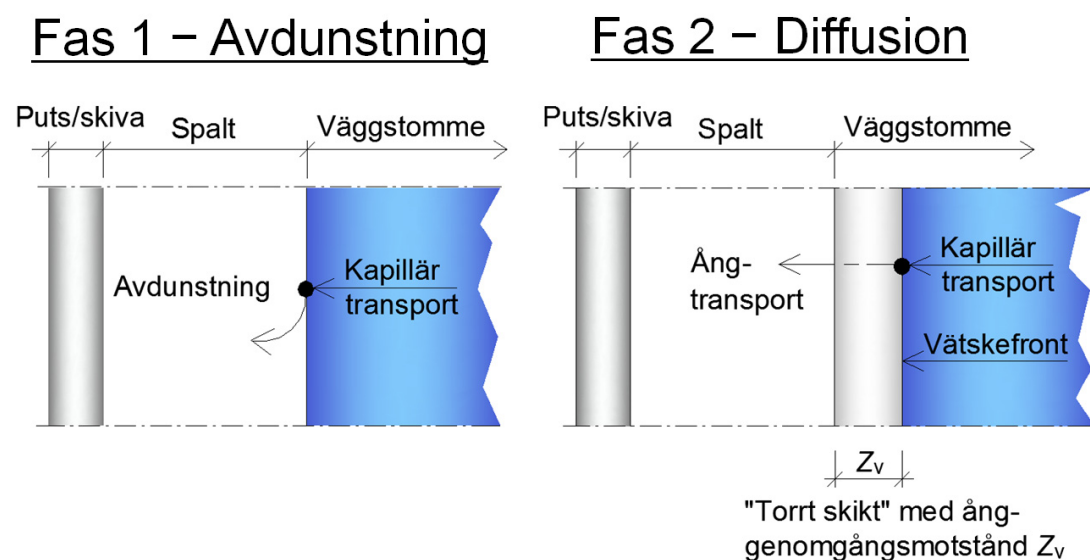 Fas 1 – Avdunstning
Puts/skiva
Spalt
Väggstomme
Avdunstning
Kapillär
transport
Fas 2 – Diffusion
Puts/skiva
Spalt
Väggstomme
Ång-
transport
Kapillär
transport
Vätskefront
Zv
"Torrt skikt" med ång-
genomgångsmotstånd Zv